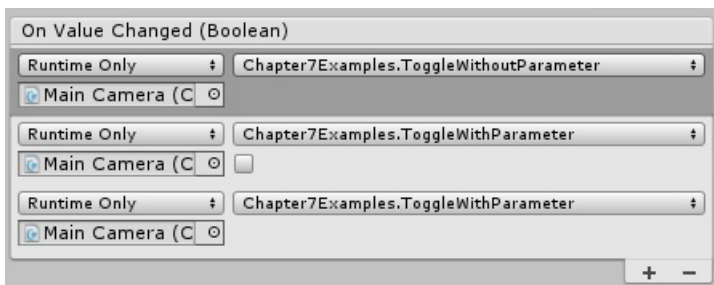 On Value Changed (Boolean)
Runtime Only Chapter7Examples.ToggleWithoutParameter
Main Camera (C
Runtime Only Chapter7Examples.ToggleWithParameter
Main Camera (C
Runtime Only Chapter7Examples.ToggleWithParameter
Main Camera (C
+ −